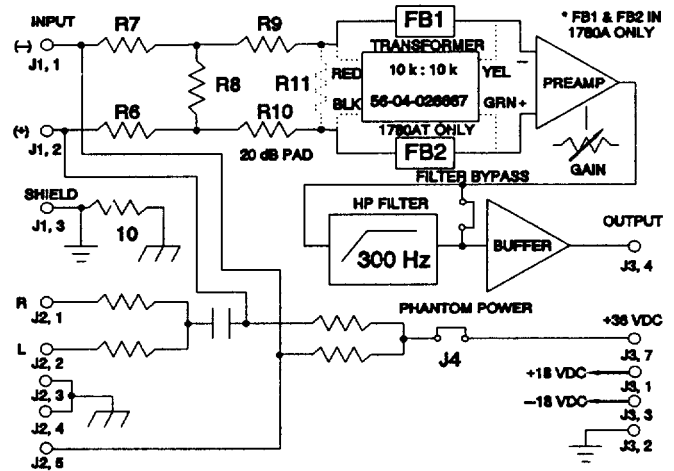 INPUT
(–)
J1, 1
R7
R9
FB1
* FB1 & FB2 IN
1780A ONLY
TRANSFORMER
R8
R11
RED
10 k : 10 k
YEL
–
PREAMP
BLK
56-04-026667
GRN+
(+)
J1, 2
R6
R10
20 dB PAD
1780AT ONLY
FB2
GAIN
FILTER BYPASS
SHIELD
J1, 3
10
HP FILTER
300 Hz
BUFFER
OUTPUT
J3, 4
R
J2, 1
PHANTOM POWER
+36 VDC
J3, 7
L
J2, 2
J4
+18 VDC
J3, 1
J2, 3
–18 VDC
J3, 3
J2, 4
J3, 2
J2, 5